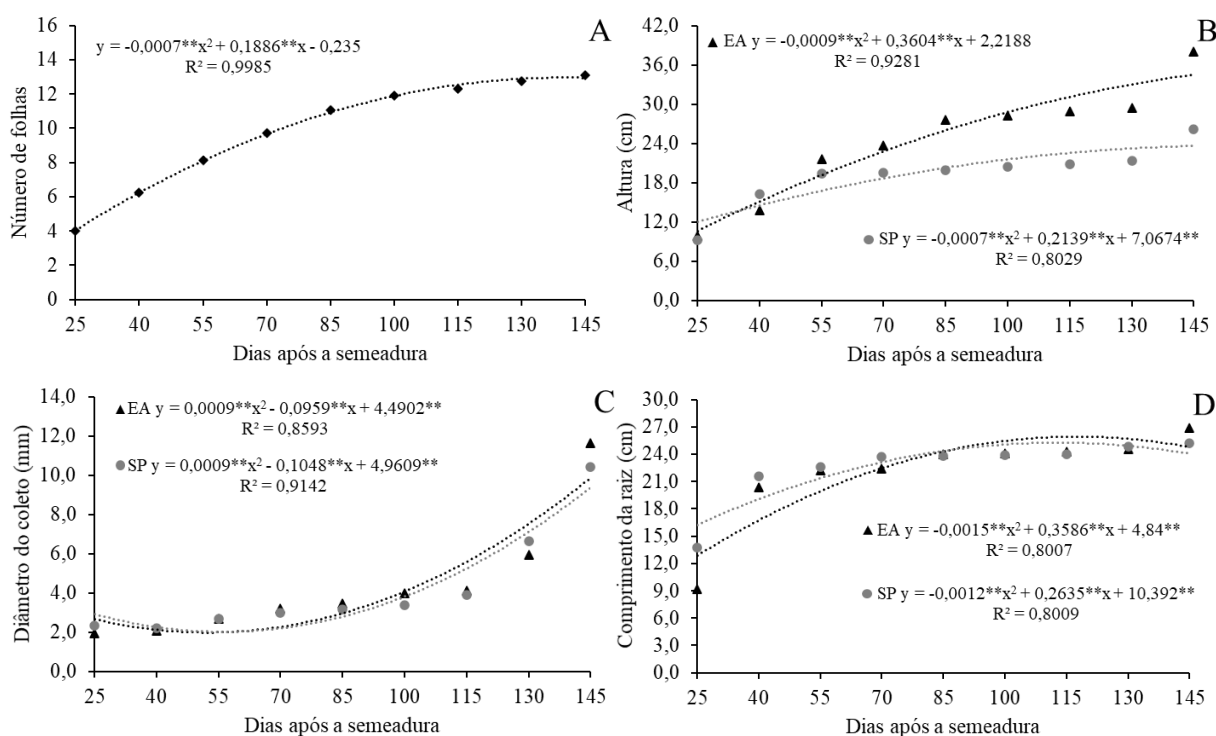 A
y = -0,0007**x² + 0,1886**x - 0,235
R² = 0,9985
Número de folhas
16
14
12
10
8
6
4
2
0
25 40 55 70 85 100 115 130 145
Dias após a semeadura
B
EA y = -0,0009**x² + 0,3604**x + 2,2188
R² = 0,9281
SP y = -0,0007**x² + 0,2139**x + 7,0674**
R² = 0,8029
Altura (cm)
42,0
36,0
30,0
24,0
18,0
12,0
6,0
0,0
25 40 55 70 85 100 115 130 145
Dias após a semeadura
C
EA y = 0,0009**x² - 0,0959**x + 4,4902**
R² = 0,8593
SP y = 0,0009**x² - 0,1048**x + 4,9609**
R² = 0,9142
Diâmetro do coleto (mm)
14,0
12,0
10,0
8,0
6,0
4,0
2,0
0,0
25 40 55 70 85 100 115 130 145
Dias após a semeadura
D
EA y = -0,0015**x² + 0,3586**x + 4,84**
R² = 0,8007
SP y = -0,0012**x² + 0,2635**x + 10,392**
R² = 0,8009
Comprimento da raiz (cm)
30,0
27,0
24,0
21,0
18,0
15,0
12,0
9,0
6,0
3,0
0,0
25 40 55 70 85 100 115 130 145
Dias após a semeadura